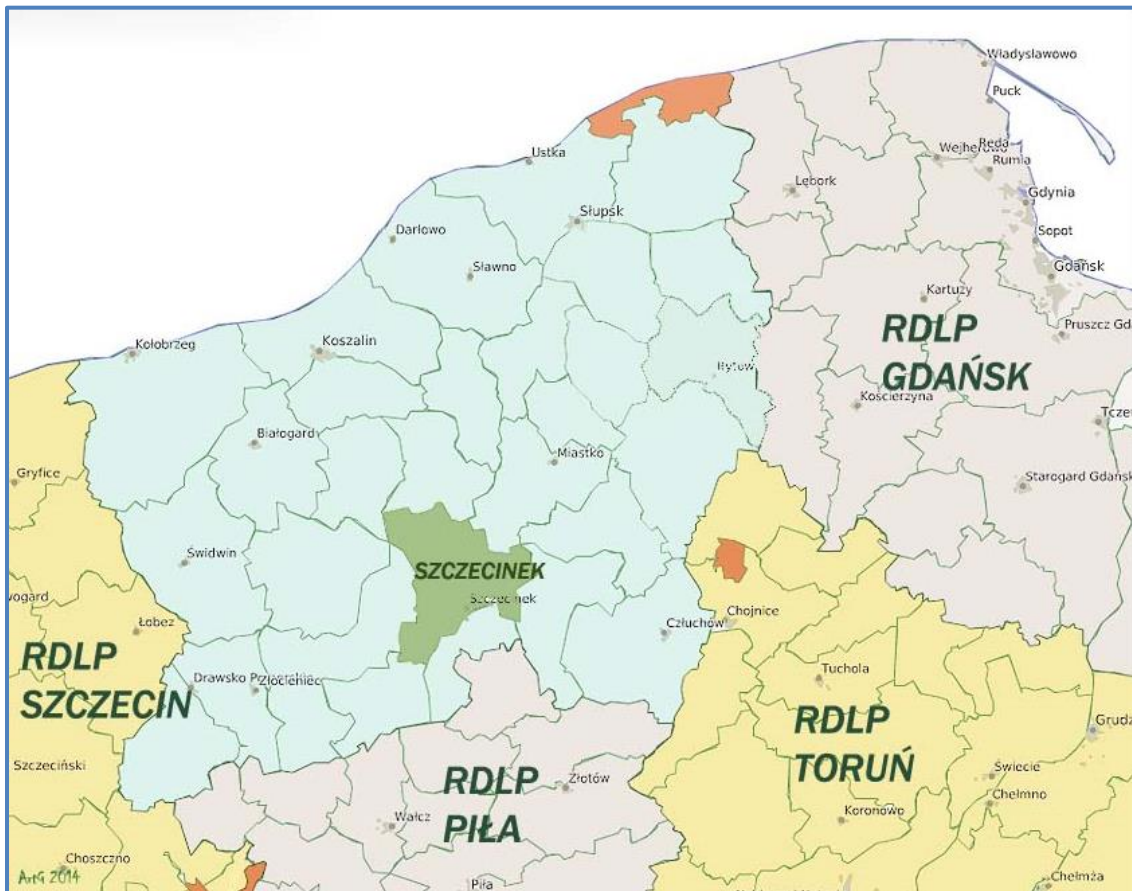 Władysławowo
Puck
Ustka
Wejherowo
Reda
Rumia
Lębork
Gdynia
Słupsk
Darłowo
Sopot
Sławno
Gdańsk
Kartuzy
Kołobrzeg
Koszalin
RDLP
GDAŃSK
Pruszcz Gda
Bytów
Kościerzyna
Białogard
Tczew
Miastko
Gryfice
Starogard Gdański
Świdwin
SZCZECINEK
Szczecinek
wogard
Łobez
Człuchów
Chojnice
RDLP
SZCZECIN
Drawsko Pomorskie
Złocieniec
Tuchola
RDLP
TORUŃ
Grudz
Szczeciński
RDLP
PIŁA
Złotów
Świecie
Chełmno
Wałcz
Koronowo
Choszczno
ArtG 2014
Piła
Chełmża